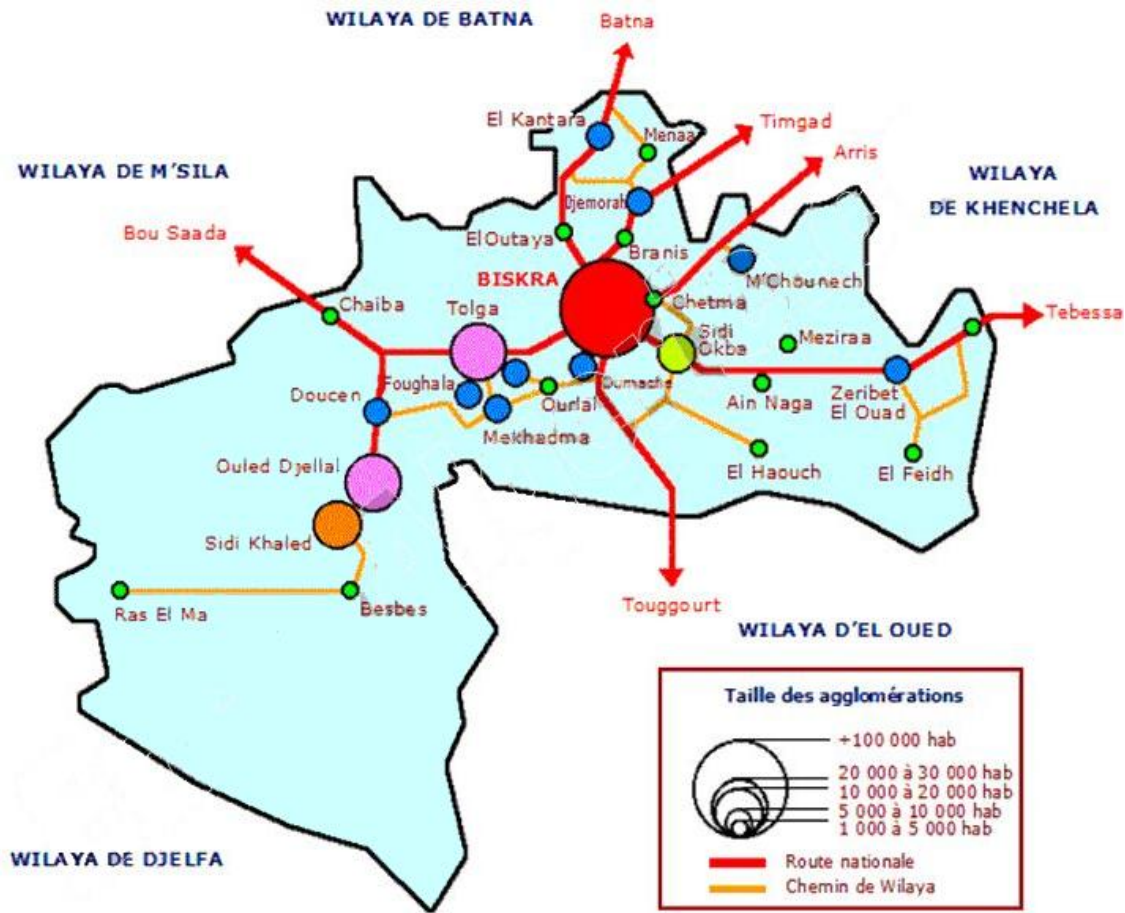 WILAYA DE BATNA
Batna
El Kantara
Menaa
Timgad
Arris
WILAYA DE M'SILA
WILAYA
DE KHENCHELA
Djemorah
Bou Saada
El Outaya
Branis
M'Chounech
BISKRA
Chetma
Tolga
Chaiba
Tebessa
Sidi
Okba
Meziraa
Foughala
Doucen
Oumache
Ourlal
Ain Naga
Zeribet
El Ouad
Mekhadma
Ouled Djellal
El Haouch
El Feidh
Sidi Khaled
Ras El Ma
Besbes
Touggourt
WILAYA D'EL OUED
Taille des agglomérations
+100 000 hab
20 000 à 30 000 hab
10 000 à 20 000 hab
5 000 à 10 000 hab
1 000 à 5 000 hab
Route nationale
Chemin de Wilaya
WILAYA DE DJELFA